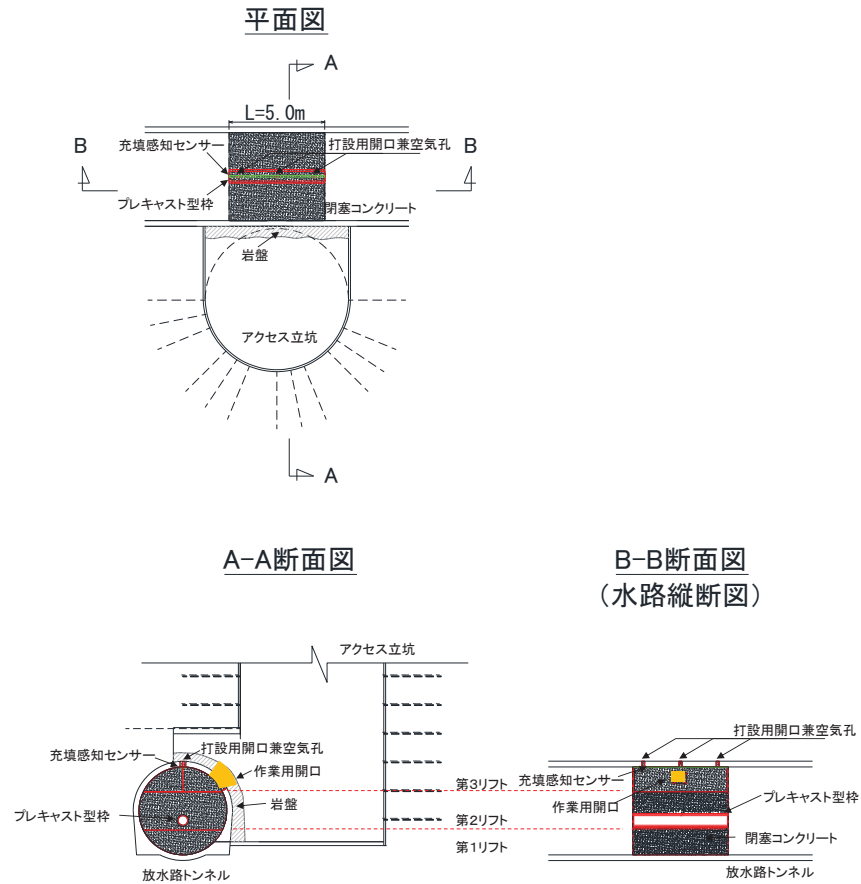 平面図
A
L=5.0m
B
充填感知センサー
打設用開口兼空気孔
B
プレキャスト型枠
閉塞コンクリート
岩盤
アクセス立坑
A
A-A断面図
アクセス立坑
充填感知センサー
打設用開口兼空気孔
作業用開口
岩盤
プレキャスト型枠
放水路トンネル
第3リフト
第2リフト
第1リフト
B-B断面図
(水路縦断図)
打設用開口兼空気孔
充填感知センサー
作業用開口
プレキャスト型枠
閉塞コンクリート
放水路トンネル